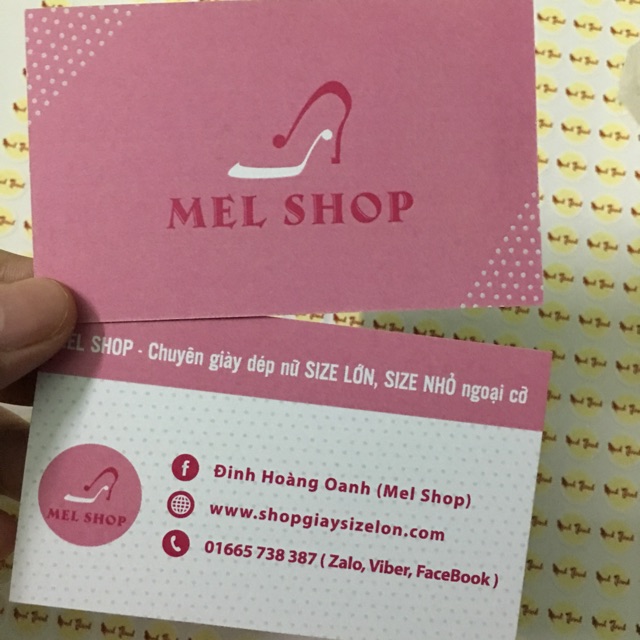 MEL SHOP
MEL SHOP - Chuyên giày dép nữ SIZE LỚN, SIZE NHỎ ngoại cỡ
f
Đinh Hoàng Oanh (Mel Shop)
www.shopgiaysizelon.com
MEL SHOP
01665 738 387 ( Zalo, Viber, FaceBook )